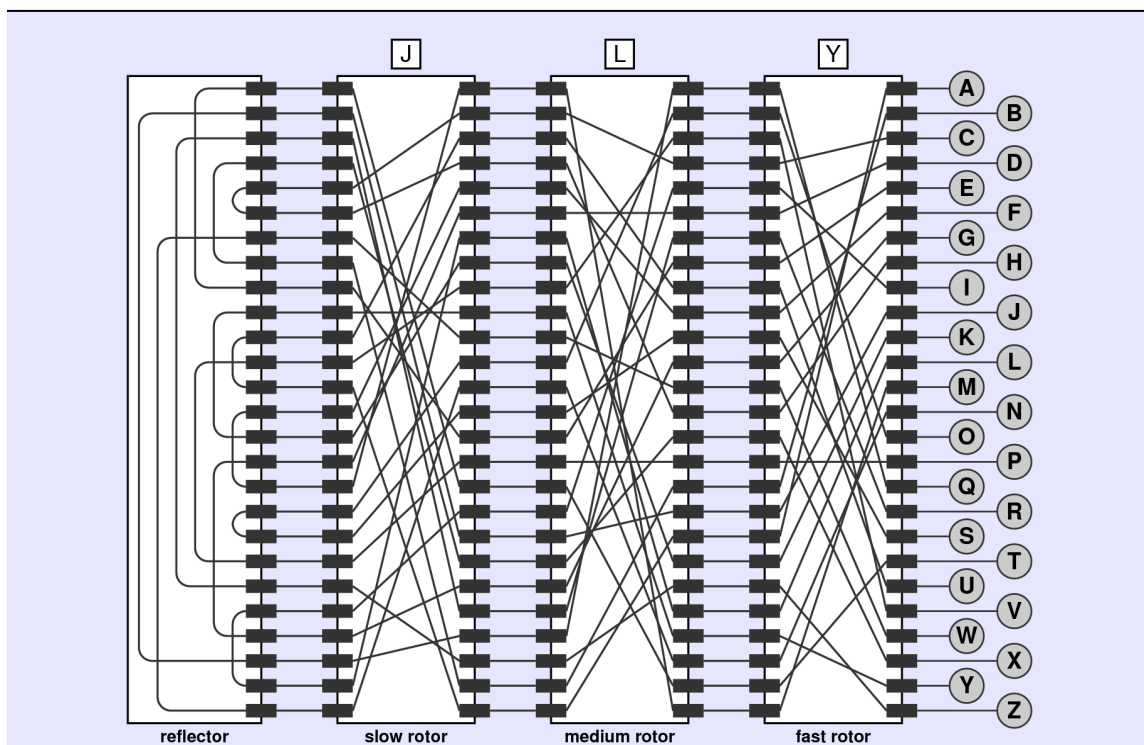 J L Y
A
B
C
D
E
F
G
H
I
J
K
L
M
N
O
P
Q
R
S
T
U
V
W
X
Y
Z
reflector slow rotor medium rotor fast rotor